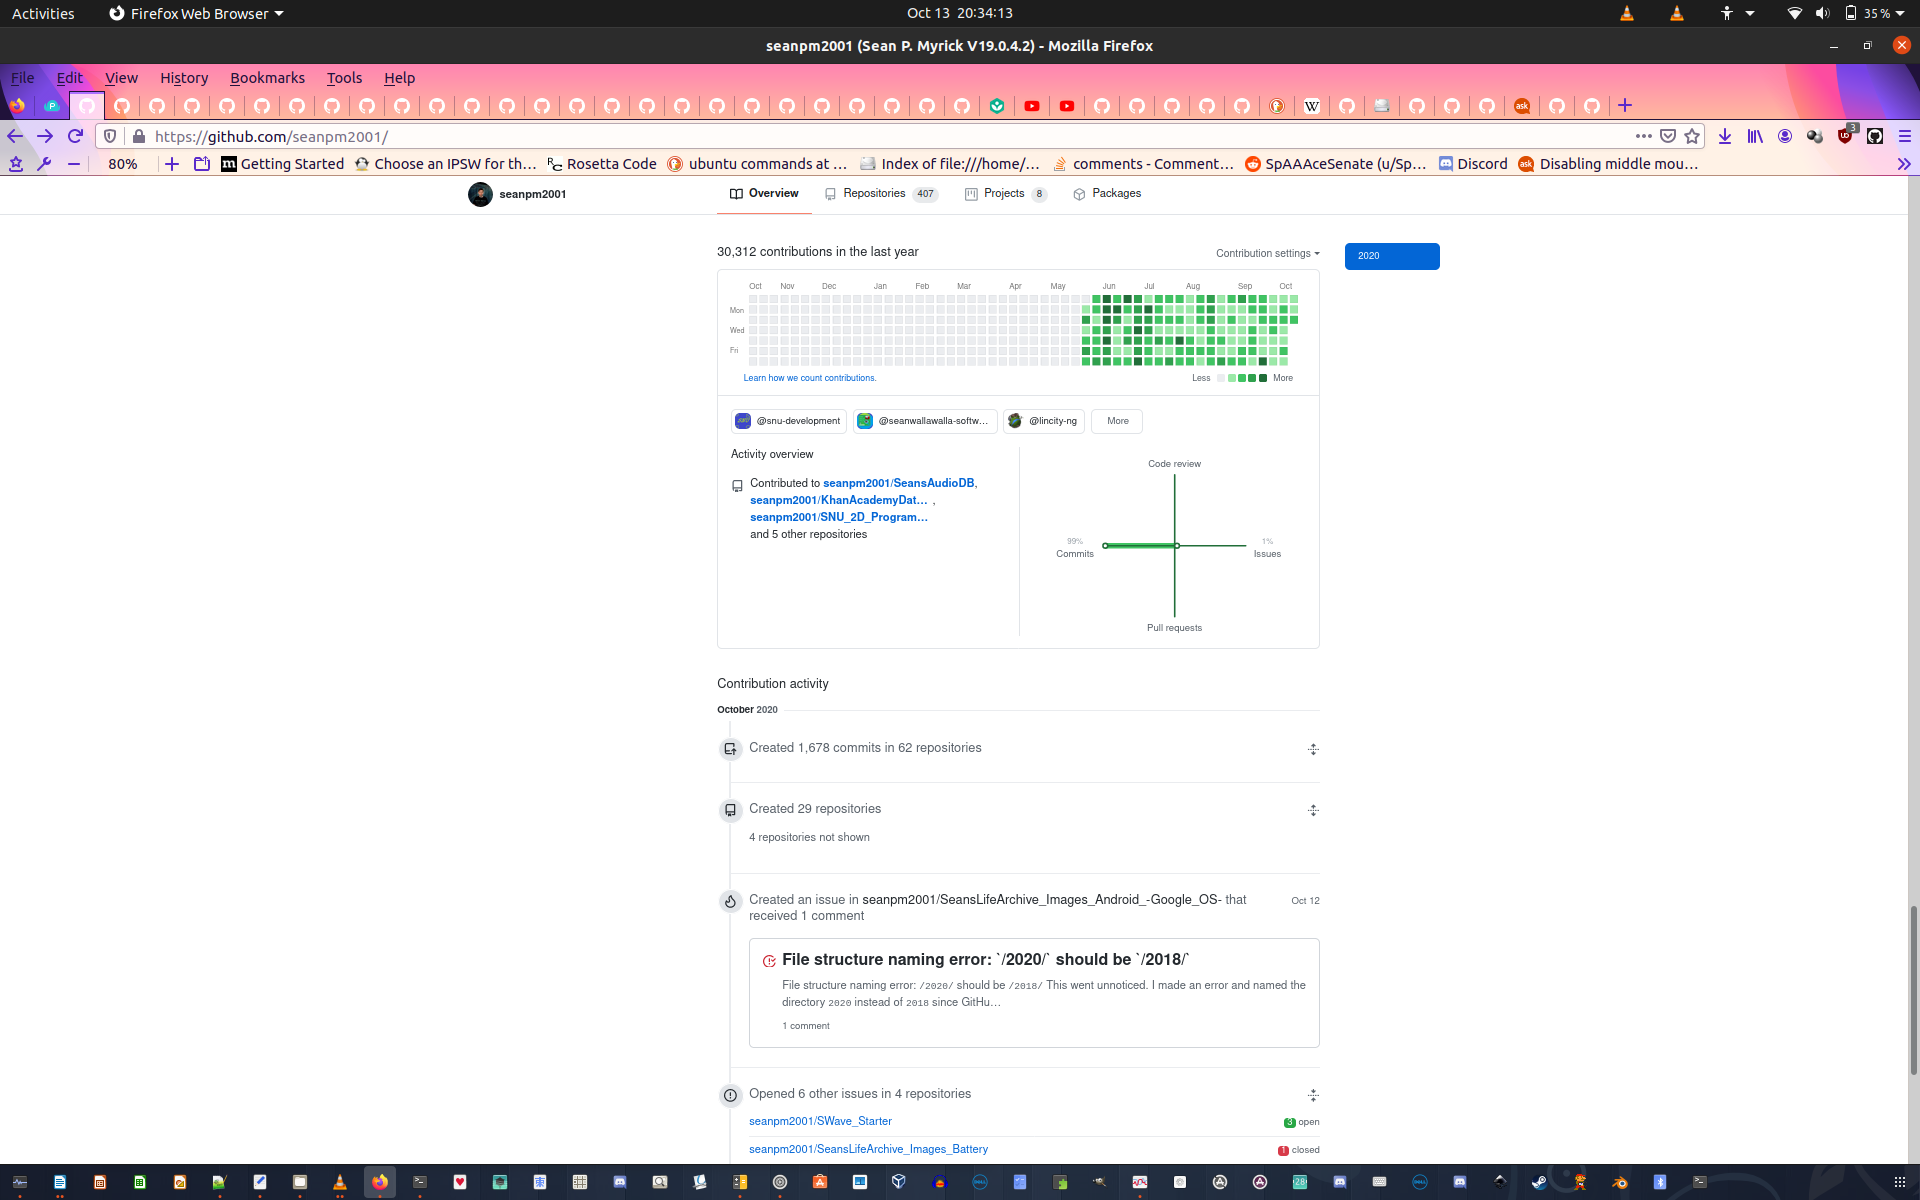 Activities Firefox Web Browser Oct 13 20:34:13 35 %
seanpm2001 (Sean P. Myrick V19.0.4.2) - Mozilla Firefox
File Edit View History Bookmarks Tools Help
https://github.com/seanpm2001/ 3
80% Getting Started Choose an IPSW for th… Rosetta Code ubuntu commands at … Index of file:///home/… comments - Comment… SpAAAceSenate (u/Sp… Discord Disabling middle mou…
seanpm2001 Overview Repositories 407 Projects 8 Packages
30,312 contributions in the last year Contribution settings 2020
Oct Nov Dec Jan Feb Mar Apr May Jun Jul Aug Sep Oct
Mon
Wed
Fri
Learn how we count contributions. Less More
@snu-development @seanwallawalla-softw… @lincity-ng More
Activity overview
Code review
Contributed to seanpm2001/SeansAudioDB,
seanpm2001/KhanAcademyDat… ,
seanpm2001/SNU_2D_Program…
and 5 other repositories
99% 1%
Commits Issues
Pull requests
Contribution activity
October 2020
Created 1,678 commits in 62 repositories
Created 29 repositories
4 repositories not shown
Created an issue in seanpm2001/SeansLifeArchive_Images_Android_-Google_OS- that Oct 12
received 1 comment
File structure naming error: `/2020/` should be `/2018/`
File structure naming error: /2020/ should be /2018/ This went unnoticed. I made an error and named the
directory 2020 instead of 2018 since GitHu…
1 comment
Opened 6 other issues in 4 repositories
seanpm2001/SWave_Starter 3 open
seanpm2001/SeansLifeArchive_Images_Battery 1 closed